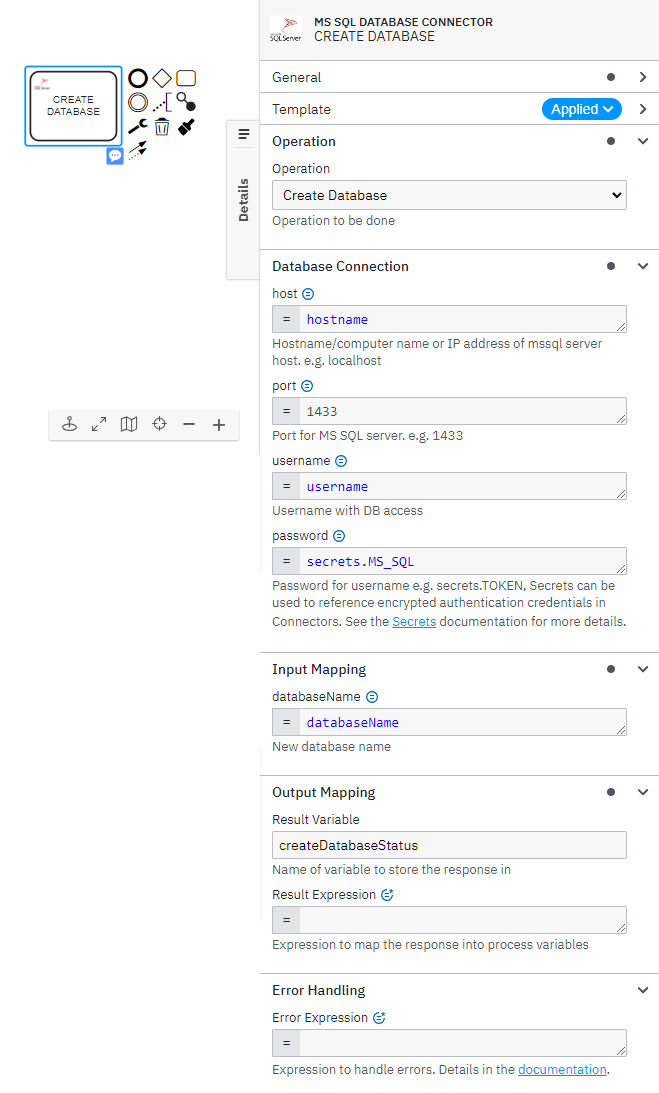 SQLServer
MS SQL DATABASE CONNECTOR
CREATE DATABASE
CREATE
DATABASE
General
Template
Applied
Details
Operation
Operation
Create Database
Operation to be done
Database Connection
host
= hostname
Hostname/computer name or IP address of mssql server
host. e.g. localhost
port
= 1433
Port for MS SQL server. e.g. 1433
username
= username
Username with DB access
password
= secrets.MS_SQL
Password for username e.g. secrets.TOKEN, Secrets can be
used to reference encrypted authentication credentials in
Connectors. See the Secrets documentation for more details.
Input Mapping
databaseName
= databaseName
New database name
Output Mapping
Result Variable
createDatabaseStatus
Name of variable to store the response in
Result Expression
=
Expression to map the response into process variables
Error Handling
Error Expression
=
Expression to handle errors. Details in the documentation.